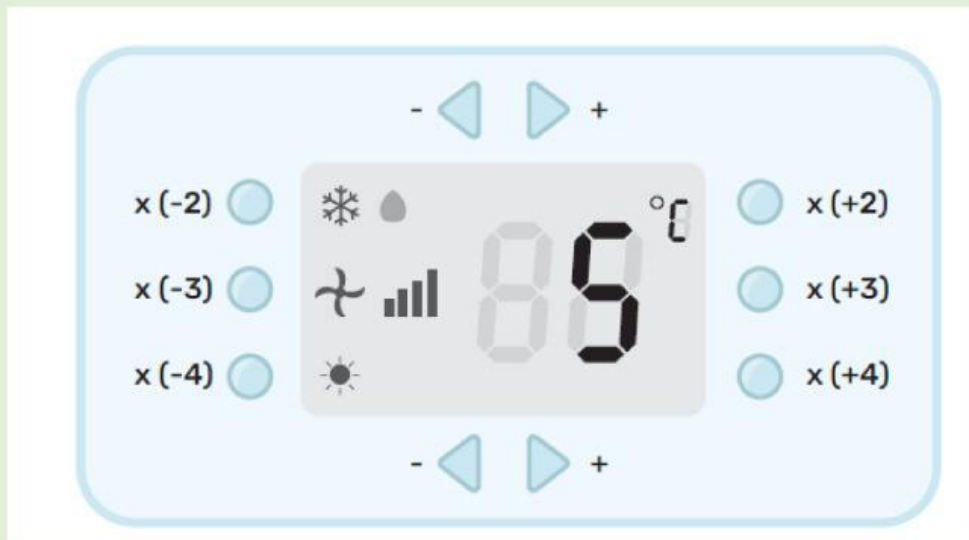 - +
x (-2)
x (+2)
5 °C
x (-3)
x (+3)
x (-4)
x (+4)
- +